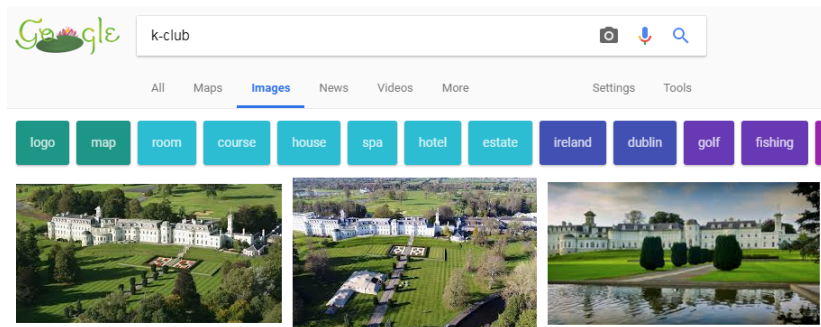 Google
k-club
All Maps Images News Videos More Settings Tools
logo map room course house spa hotel estate ireland dublin golf fishing